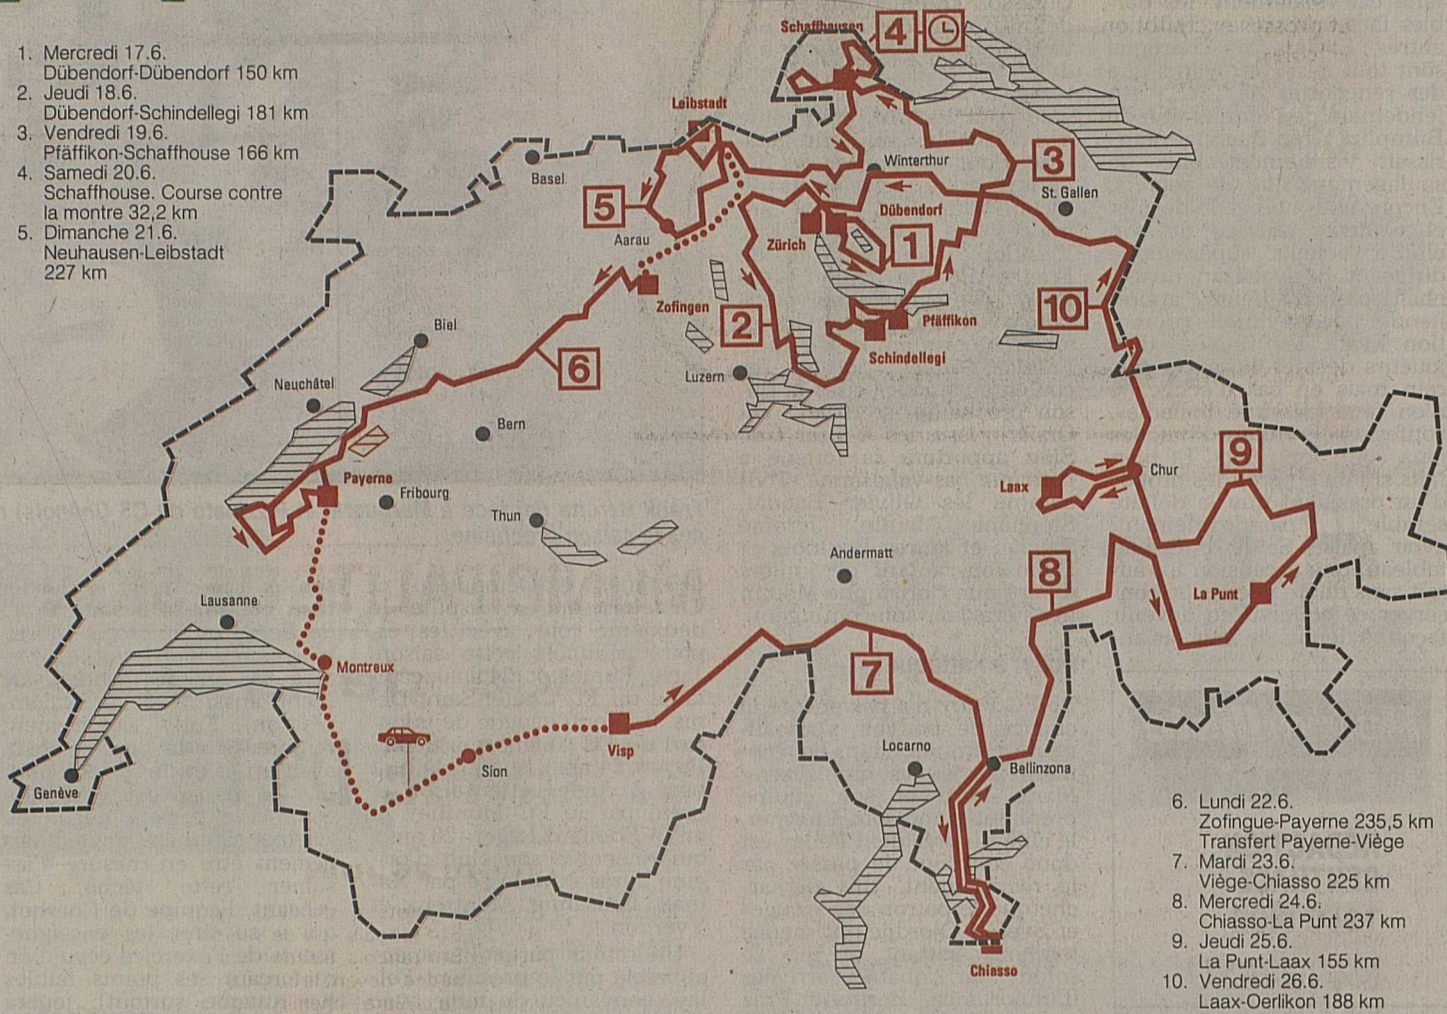 1. Mercredi 17.6.
Dübendorf-Dübendorf 150 km
2. Jeudi 18.6.
Dübendorf-Schindellegi 181 km
3. Vendredi 19.6.
Pfäffikon-Schaffhouse 166 km
4. Samedi 20.6.
Schaffhouse. Course contre
la montre 32,2 km
5. Dimanche 21.6.
Neuhausen-Leibstadt
227 km
Schaffhausen
4
Leibstadt
Basel
Winterthur
3
St. Gallen
5
Dübendorf
Aarau
Zürich
1
Zofingen
2
Pfäffikon
10
Biel
Schindellegi
6
Luzern
Neuchâtel
Bern
Payerne
Fribourg
Laax
Chur
9
Thun
Andermatt
8
La Punt
Lausanne
Montreux
7
Visp
Sion
Locarno
Bellinzona
Genève
Chiasso
6. Lundi 22.6.
Zofingue-Payerne 235,5 km
Transfert Payerne-Viège
7. Mardi 23.6.
Viège-Chiasso 225 km
8. Mercredi 24.6.
Chiasso-La Punt 237 km
9. Jeudi 25.6.
La Punt-Laax 155 km
10. Vendredi 26.6.
Laax-Oerlikon 188 km